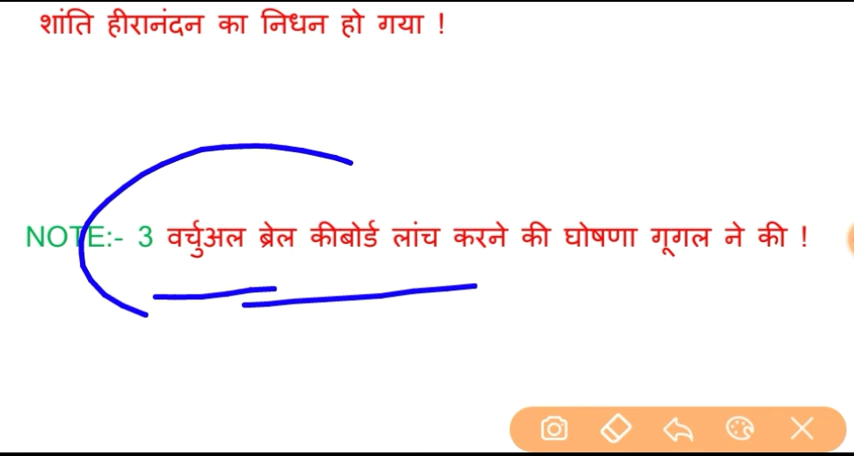 शांति हीरानंदन का निधन हो गया !
NOTE:- 3 वर्चुअल ब्रेल कीबोर्ड लांच करने की घोषणा गूगल ने की !